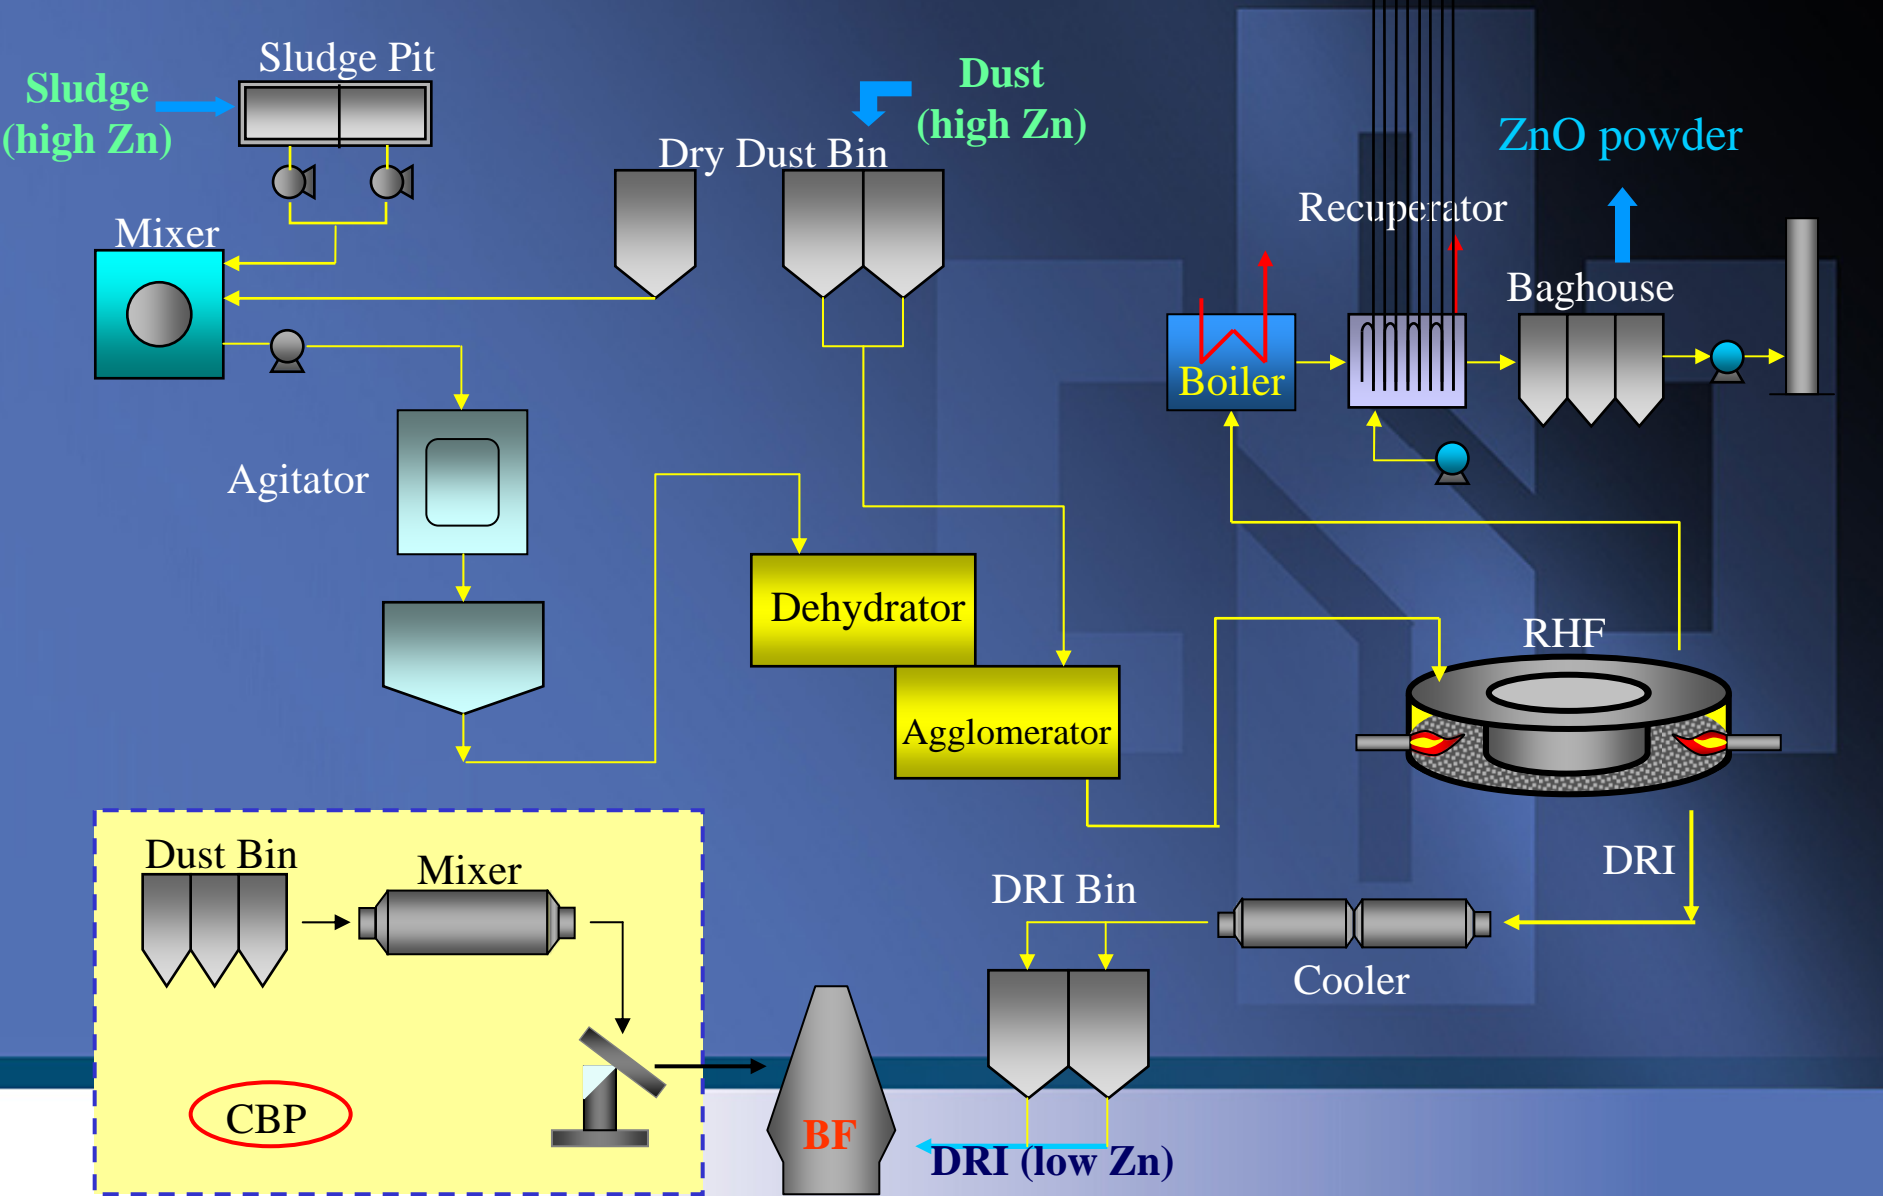 Sludge Pit
Sludge
(high Zn)
Dust
(high Zn)
Dry Dust Bin
ZnO powder
Recuperator
Mixer
Baghouse
Boiler
Agitator
Dehydrator
RHF
Agglomerator
Dust Bin
Mixer
DRI
DRI Bin
Cooler
CBP
BF
DRI (low Zn)